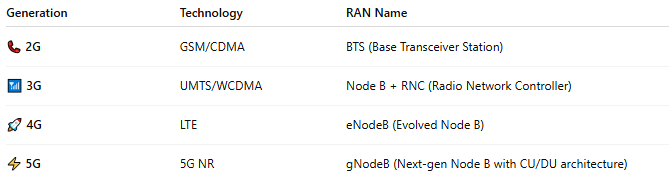 Generation Technology RAN Name
2G GSM/CDMA BTS (Base Transceiver Station)
3G UMTS/WCDMA Node B + RNC (Radio Network Controller)
4G LTE eNodeB (Evolved Node B)
5G 5G NR gNodeB (Next-gen Node B with CU/DU architecture)